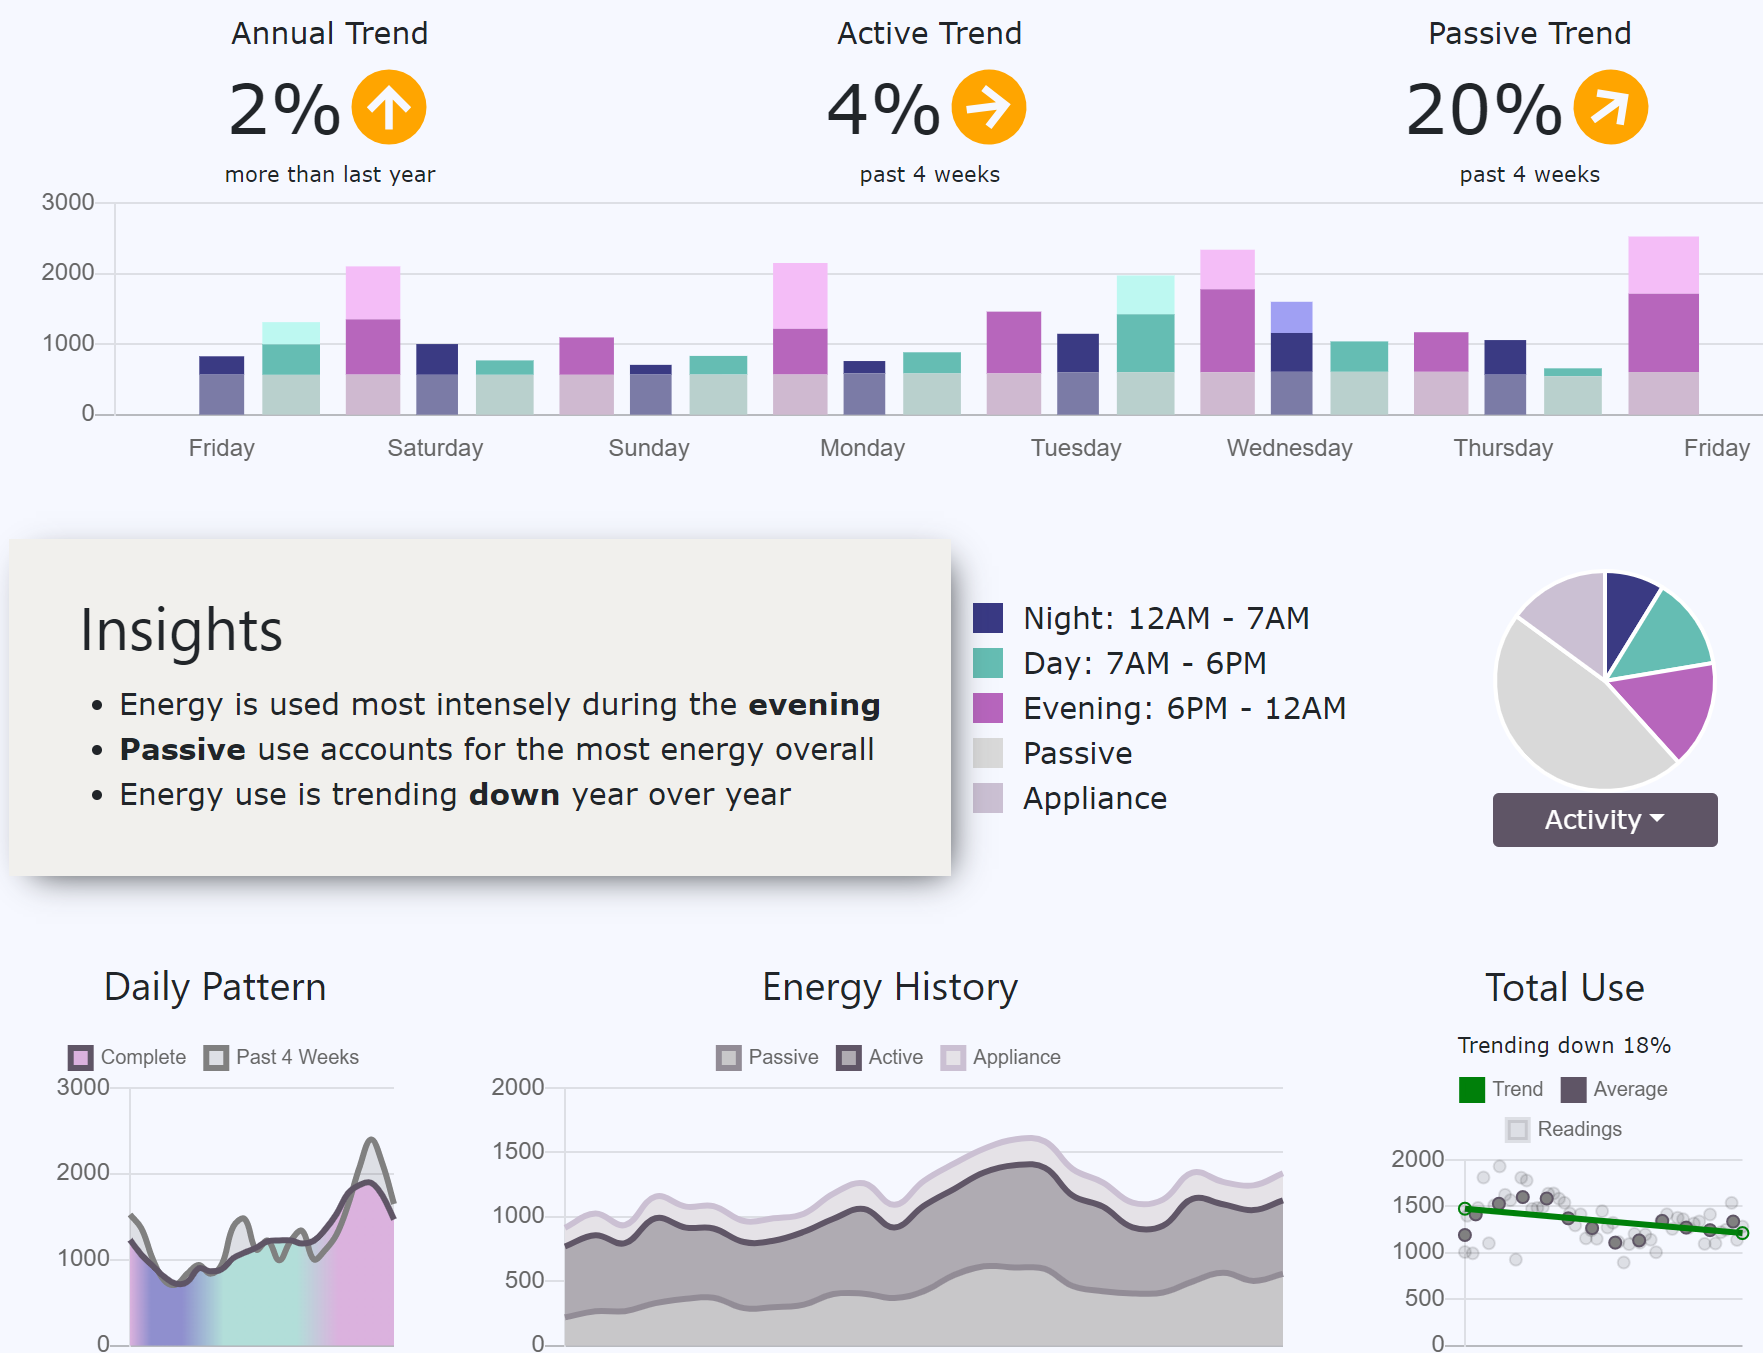 Annual Trend
2%
more than last year
Active Trend
4%
past 4 weeks
Passive Trend
20%
past 4 weeks
3000
2000
1000
0
Friday Saturday Sunday Monday Tuesday Wednesday Thursday Friday
Insights
• Energy is used most intensely during the evening
• Passive use accounts for the most energy overall
• Energy use is trending down year over year
Night: 12AM - 7AM
Day: 7AM - 6PM
Evening: 6PM - 12AM
Passive
Appliance
Activity
Daily Pattern
Complete Past 4 Weeks
3000
2000
1000
0
Energy History
Passive Active Appliance
2000
1500
1000
500
0
Total Use
Trending down 18%
Trend Average
Readings
2000
1500
1000
500
0